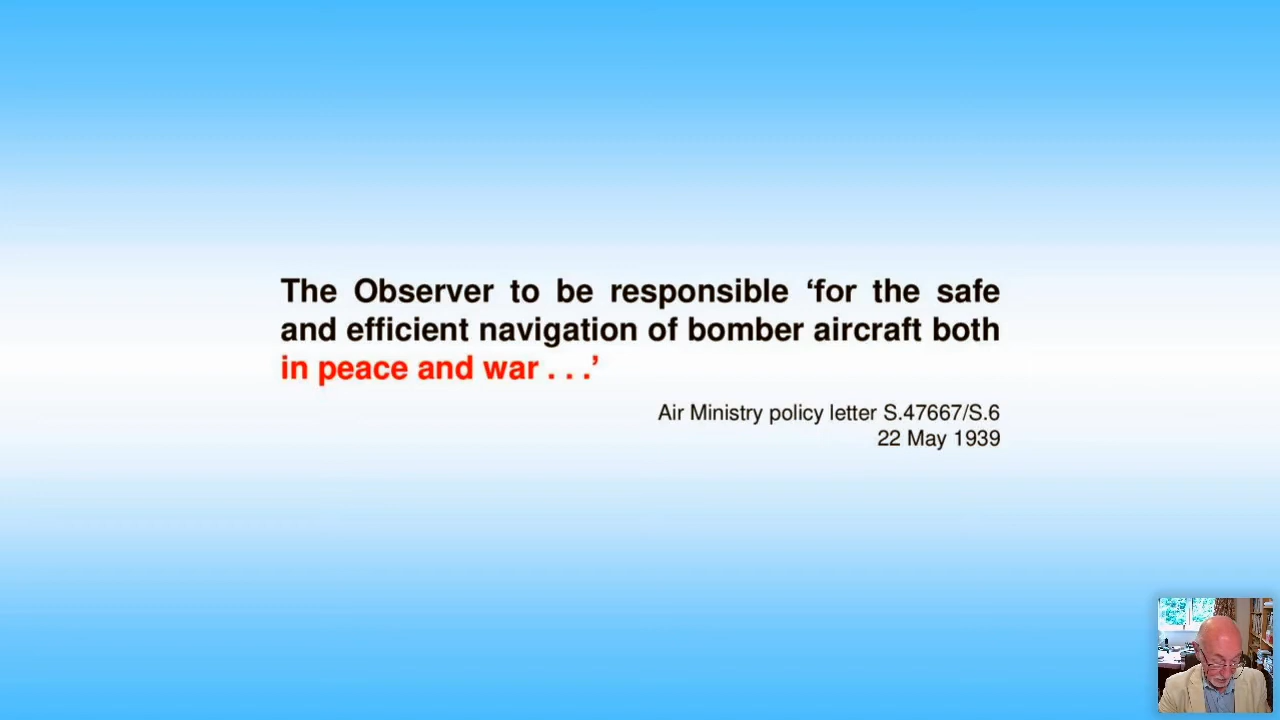 The Observer to be responsible ‘for the safe
and efficient navigation of bomber aircraft both
in peace and war . . .’
Air Ministry policy letter S.47667/S.6
22 May 1939